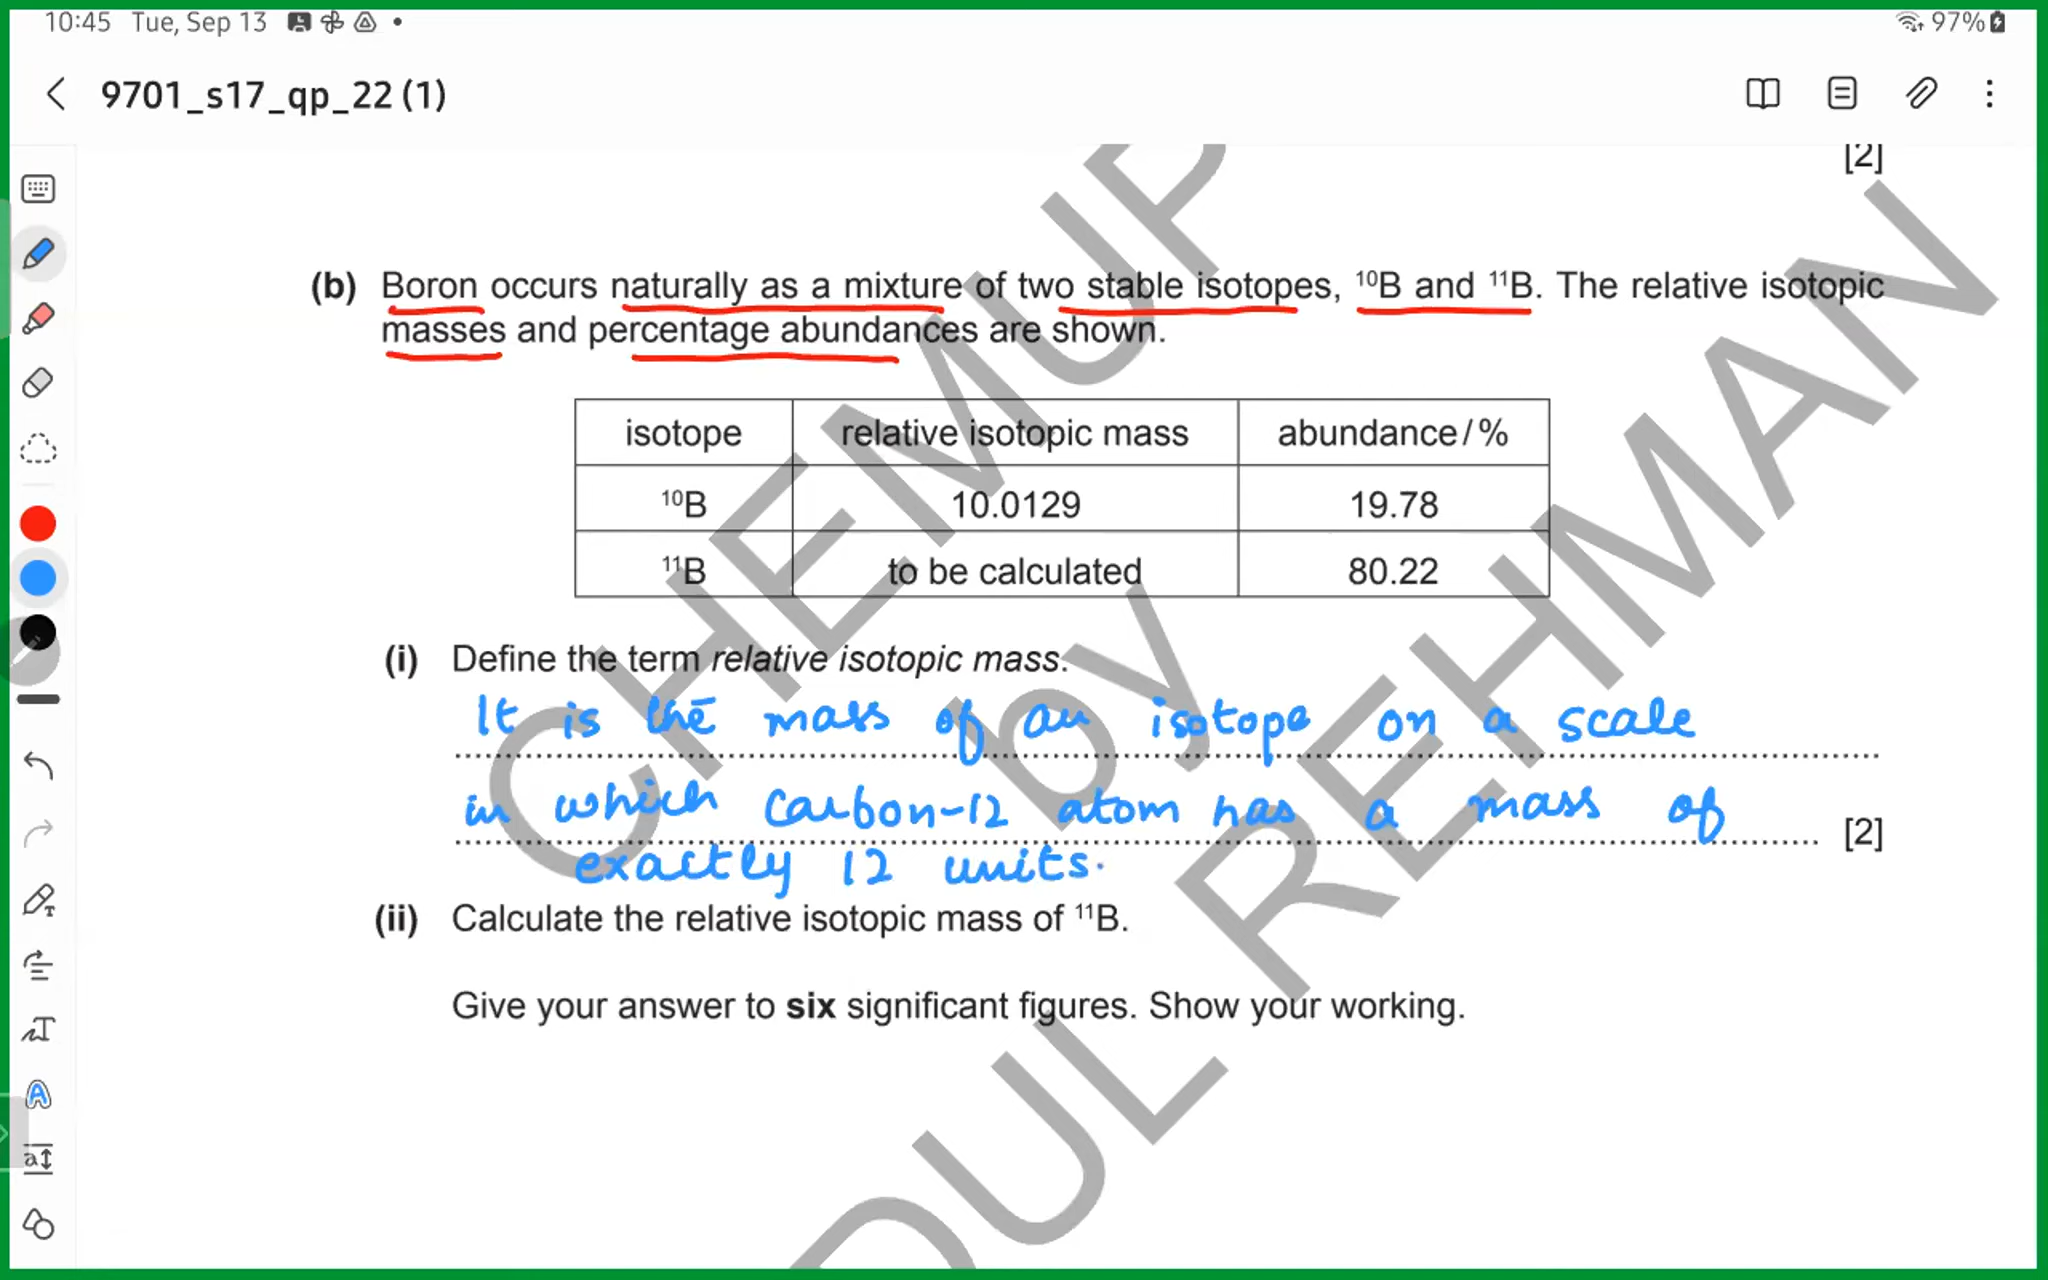 10:45 Tue, Sep 13
97%
9701_s17_qp_22 (1)
[2]
(b) Boron occurs naturally as a mixture of two stable isotopes, ¹⁰B and ¹¹B. The relative isotopic
masses and percentage abundances are shown.
isotope relative isotopic mass abundance / %
¹⁰B 10.0129 19.78
¹¹B to be calculated 80.22
(i) Define the term relative isotopic mass.
It is the mass of an isotope on a scale
in which carbon-12 atom has a mass of
[2]
exactly 12 units.
(ii) Calculate the relative isotopic mass of ¹¹B.
Give your answer to six significant figures. Show your working.
CHEMUP
by
DUL REHMAN